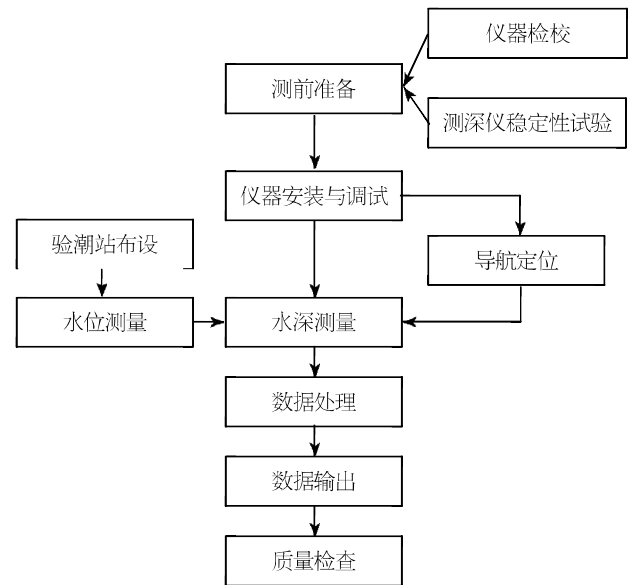 仪器检校
测前准备
测深仪稳定性试验
仪器安装与调试
验潮站布设
导航定位
水位测量
水深测量
数据处理
数据输出
质量检查